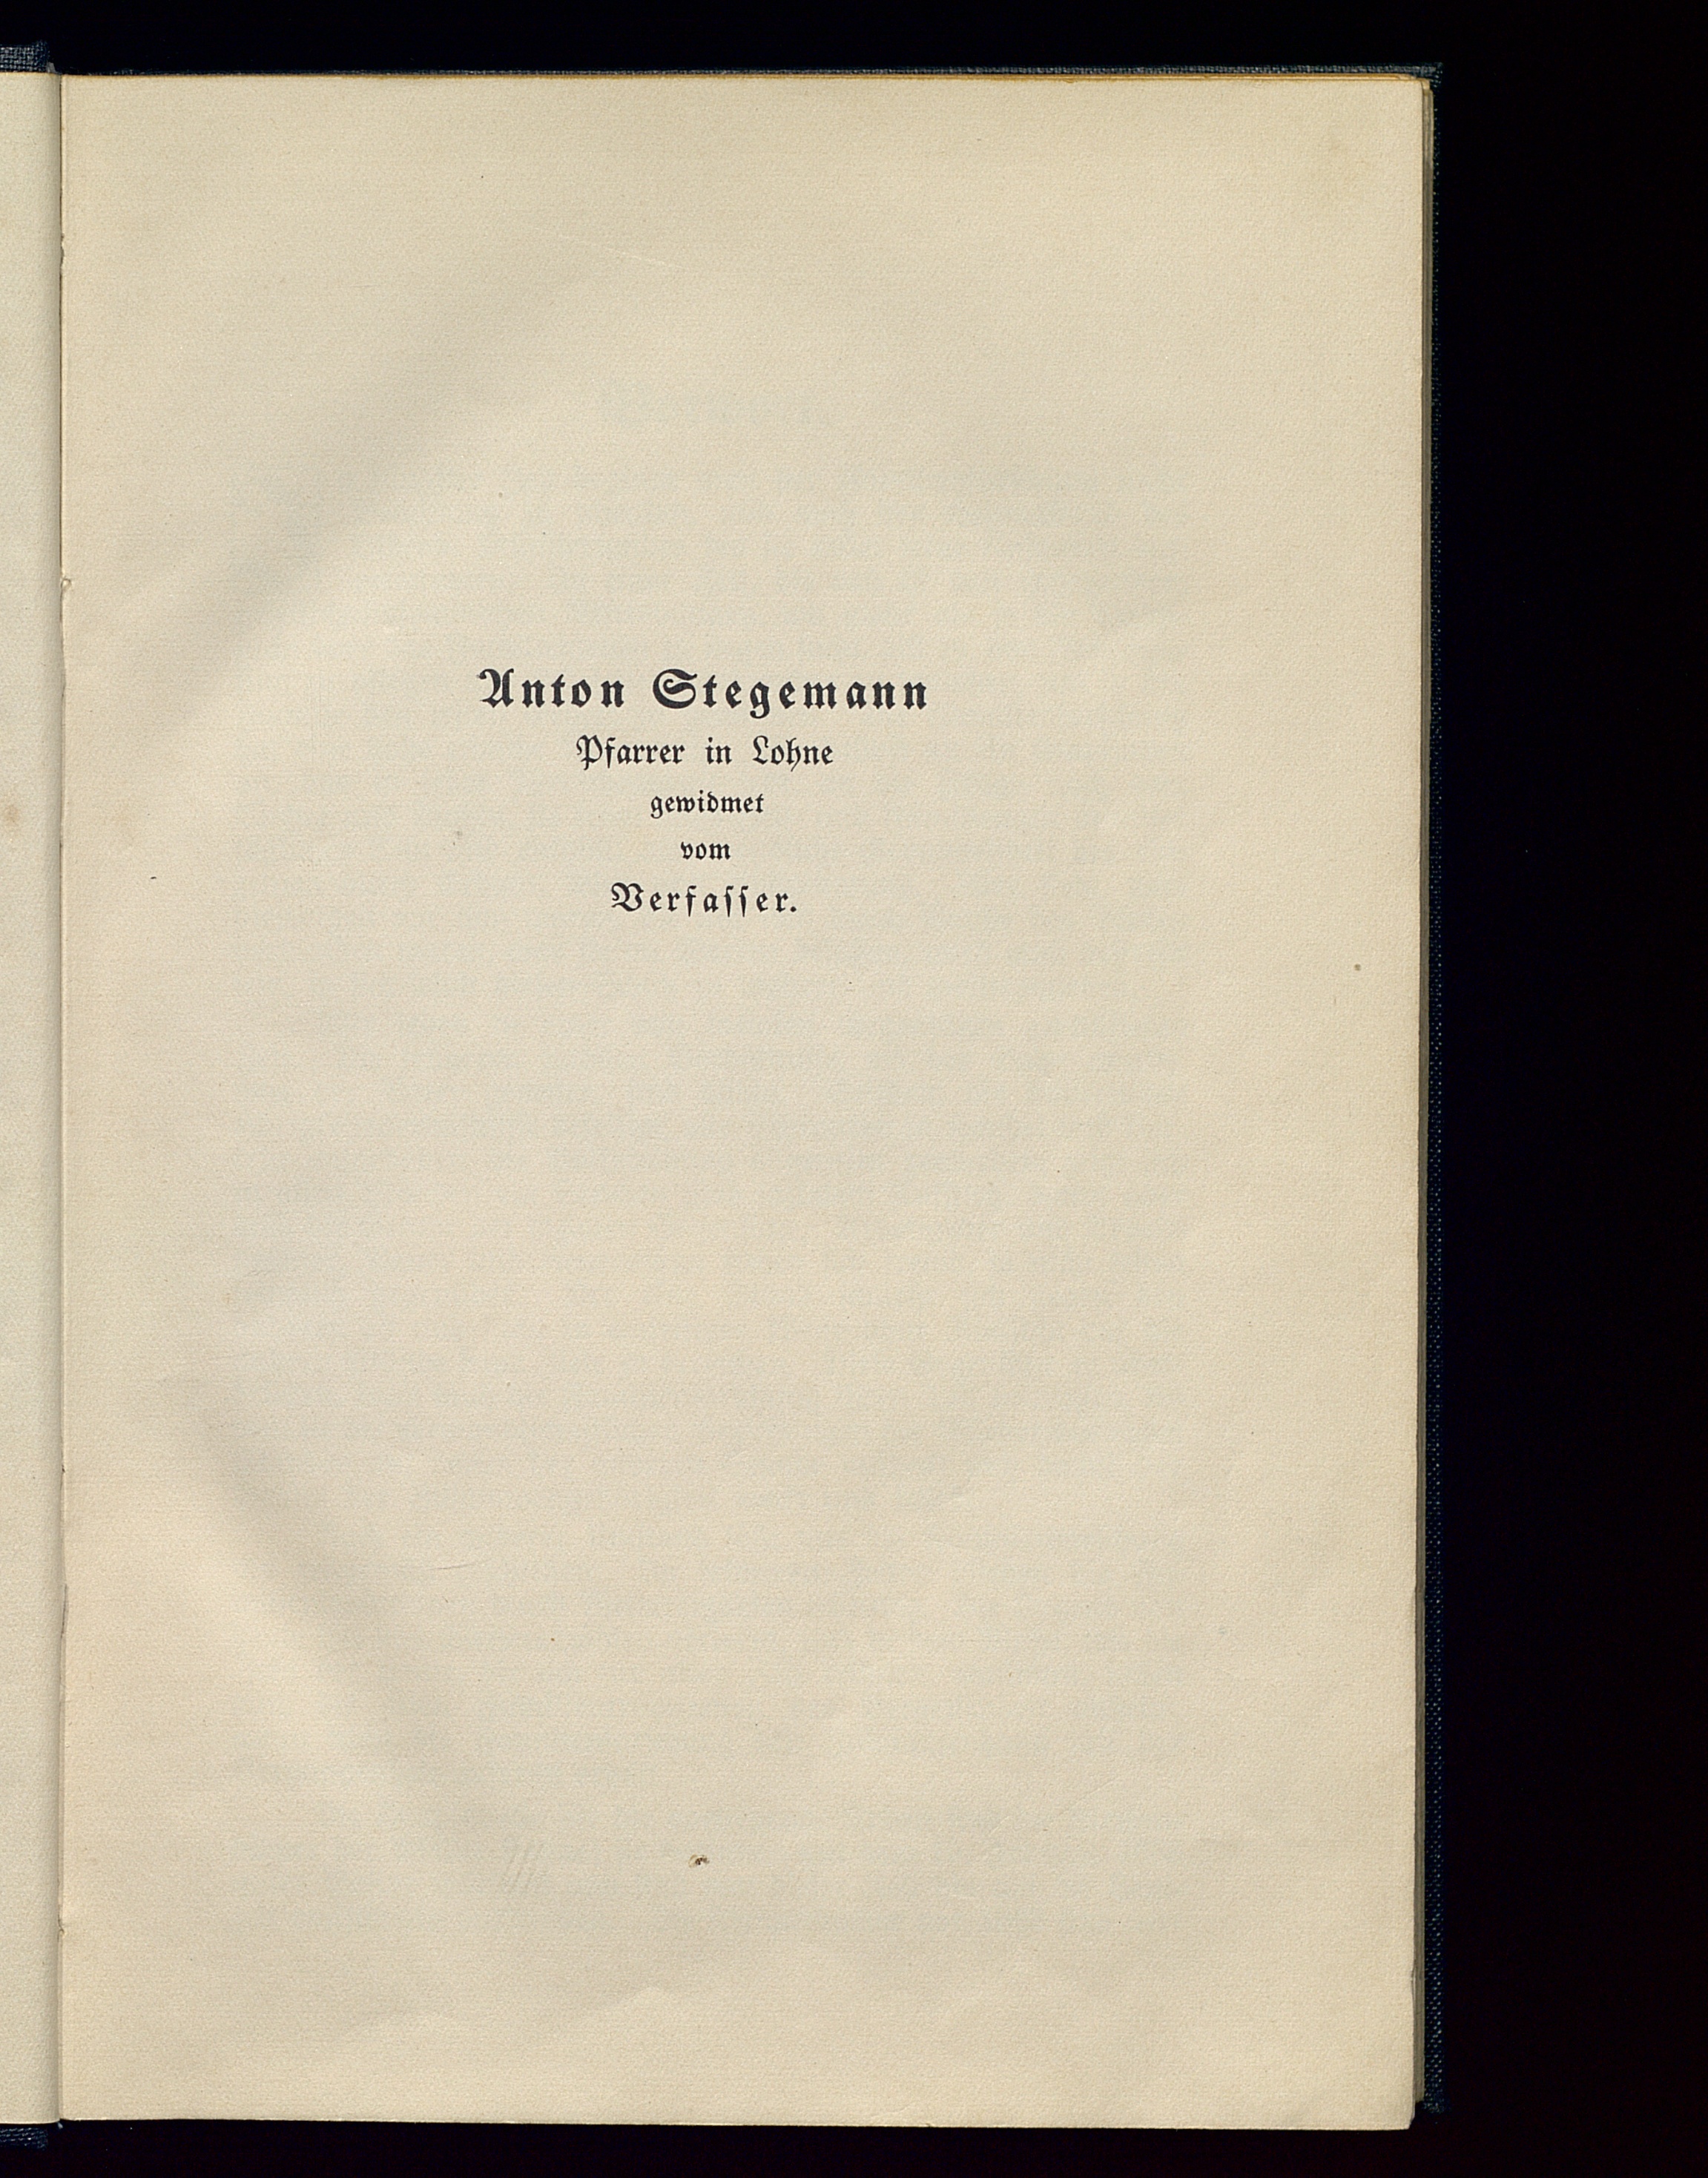 Anton Stegemann
Pfarrer in Lohne
gewidmet
vom
Verfasser.